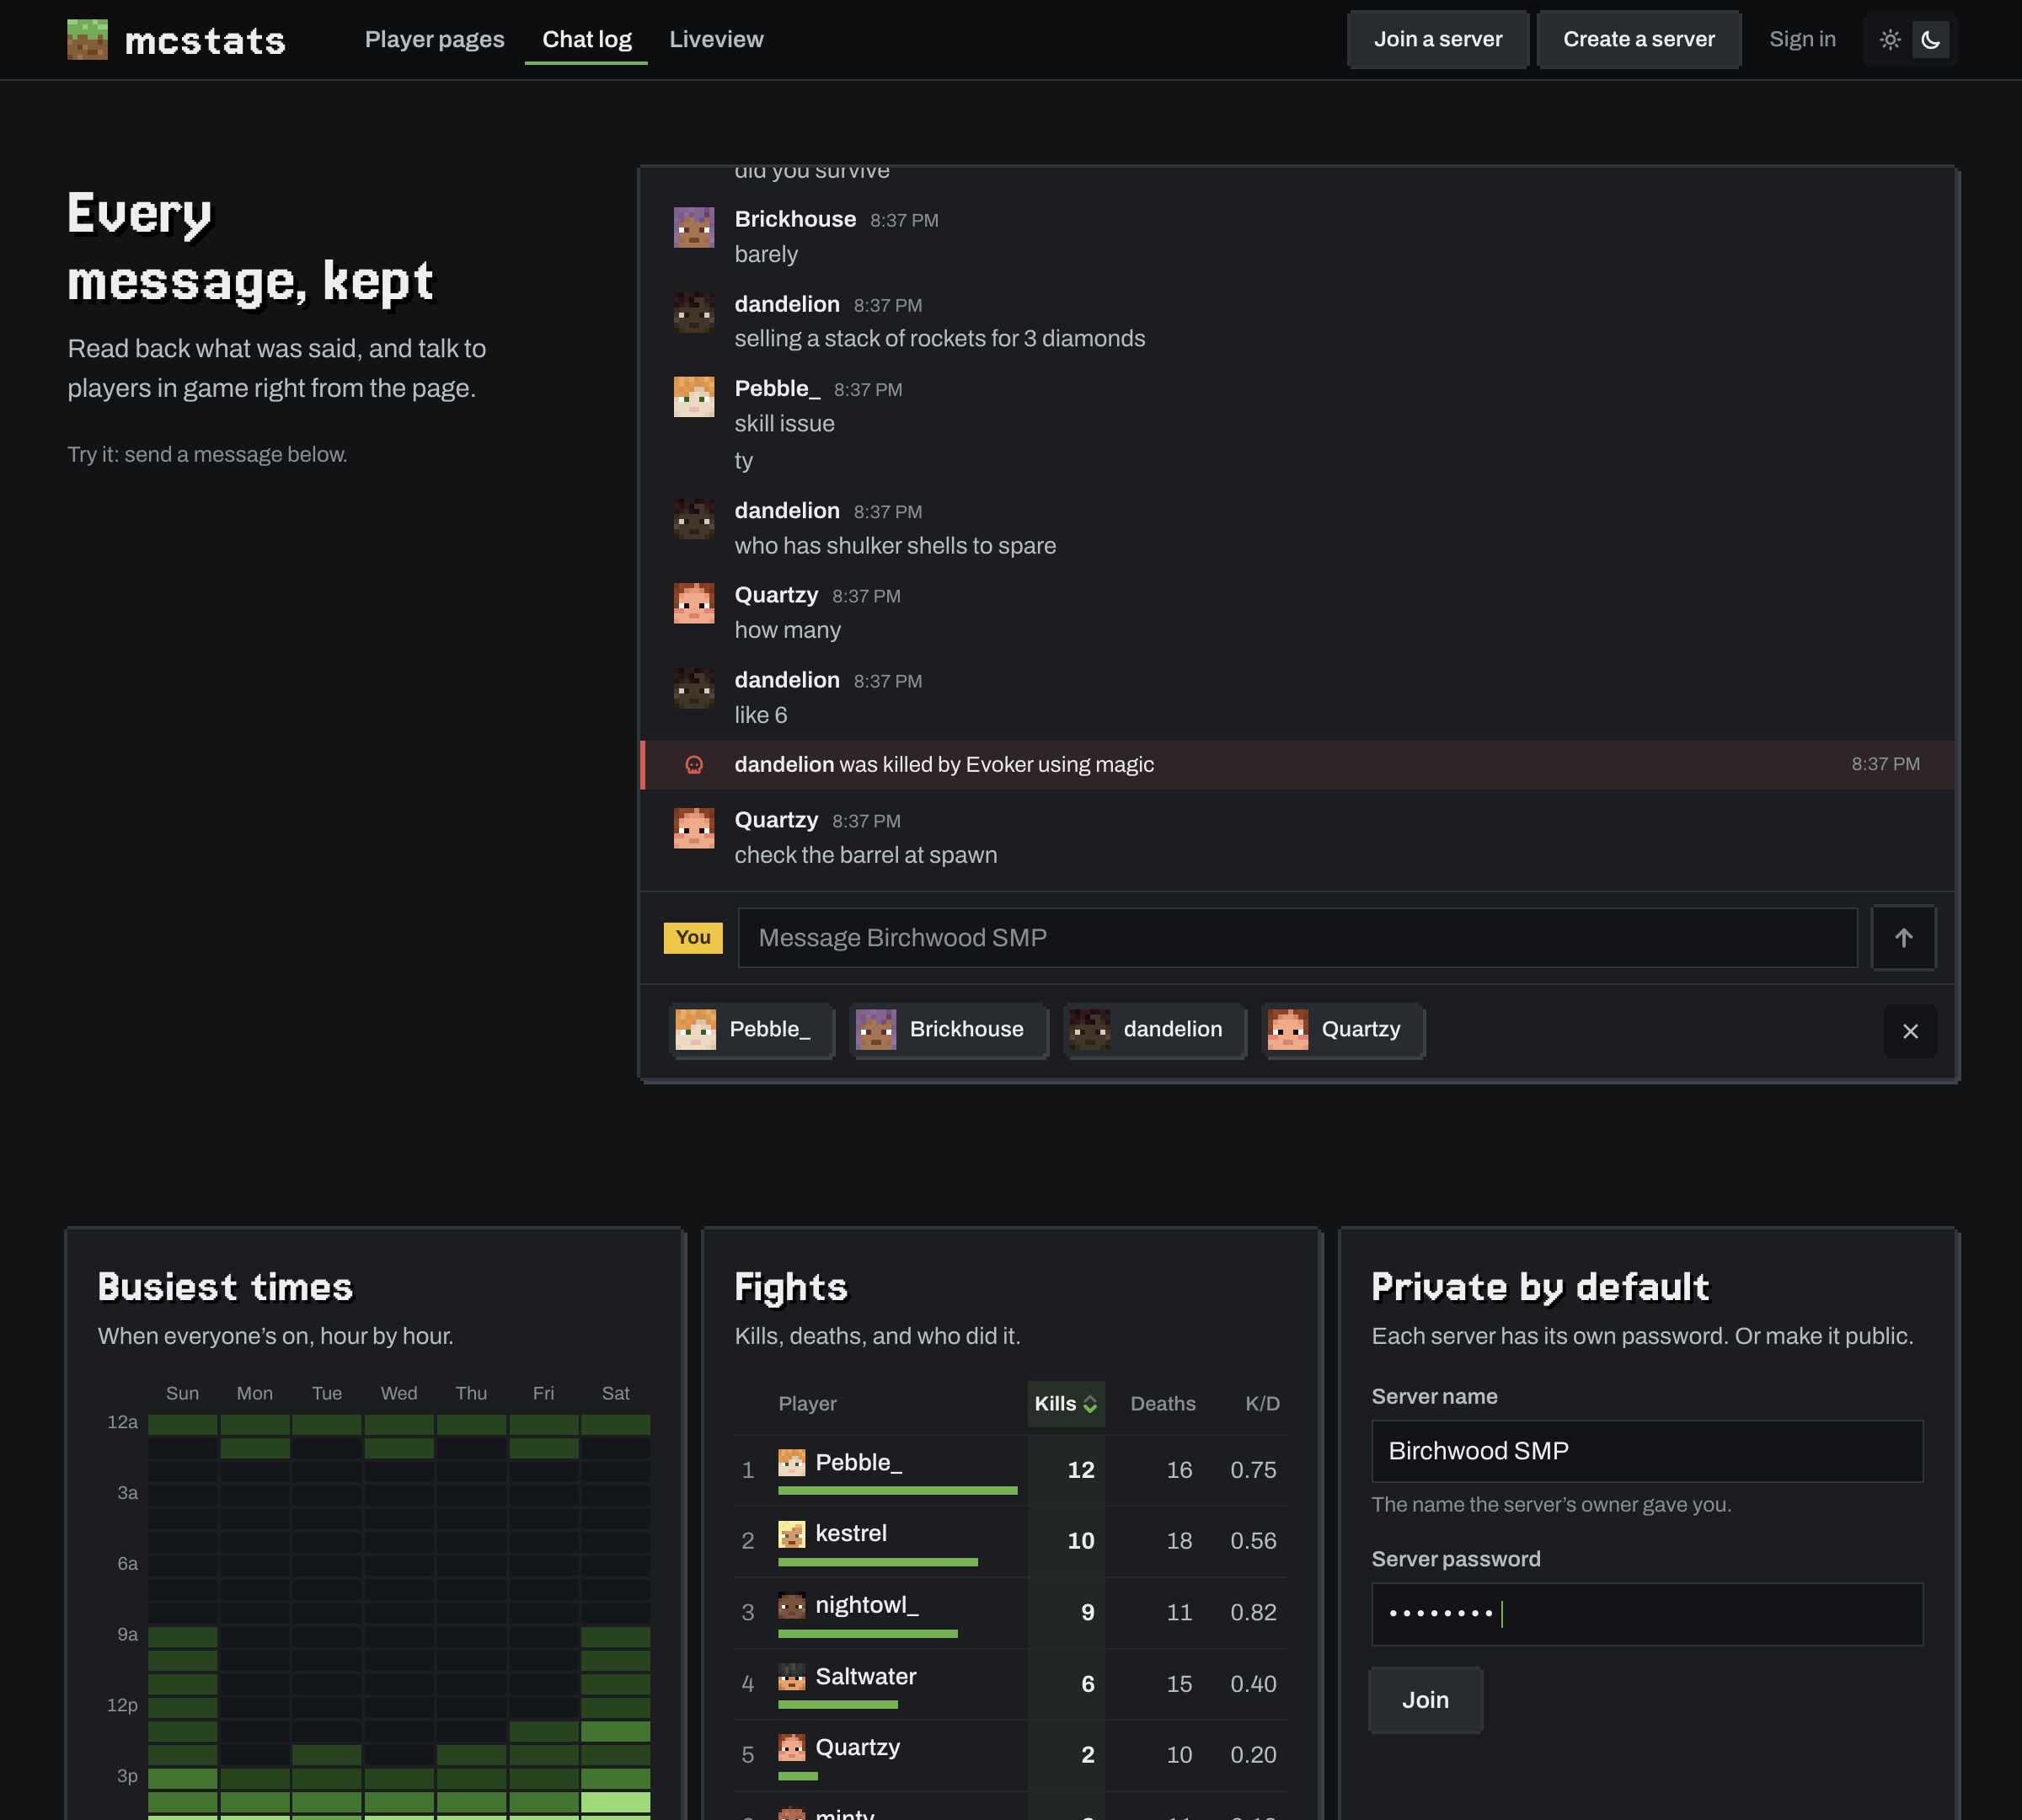 mcstats
Player pages
Chat log
Liveview
Join a server
Create a server
Sign in
Every
message, kept
Read back what was said, and talk to
players in game right from the page.
Try it: send a message below.
did you survive
Brickhouse 8:37 PM
barely
dandelion 8:37 PM
selling a stack of rockets for 3 diamonds
Pebble_ 8:37 PM
skill issue
ty
dandelion 8:37 PM
who has shulker shells to spare
Quartzy 8:37 PM
how many
dandelion 8:37 PM
like 6
dandelion was killed by Evoker using magic 8:37 PM
Quartzy 8:37 PM
check the barrel at spawn
You
Message Birchwood SMP
Pebble_
Brickhouse
dandelion
Quartzy
Busiest times
When everyone’s on, hour by hour.
Sun Mon Tue Wed Thu Fri Sat
12a
3a
6a
9a
12p
3p
Fights
Kills, deaths, and who did it.
Player Kills Deaths K/D
1 Pebble_ 12 16 0.75
2 kestrel 10 18 0.56
3 nightowl_ 9 11 0.82
4 Saltwater 6 15 0.40
5 Quartzy 2 10 0.20
minty
Private by default
Each server has its own password. Or make it public.
Server name
Birchwood SMP
The name the server’s owner gave you.
Server password
••••••••
Join